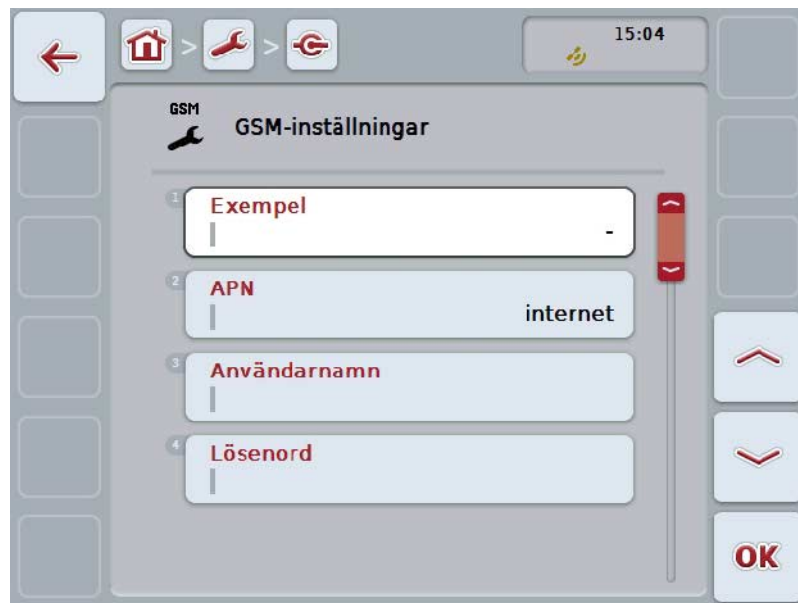 15:04
GSM
GSM-inställningar
1
Exempel
-
2
APN
internet
3
Användarnamn
4
Lösenord
OK